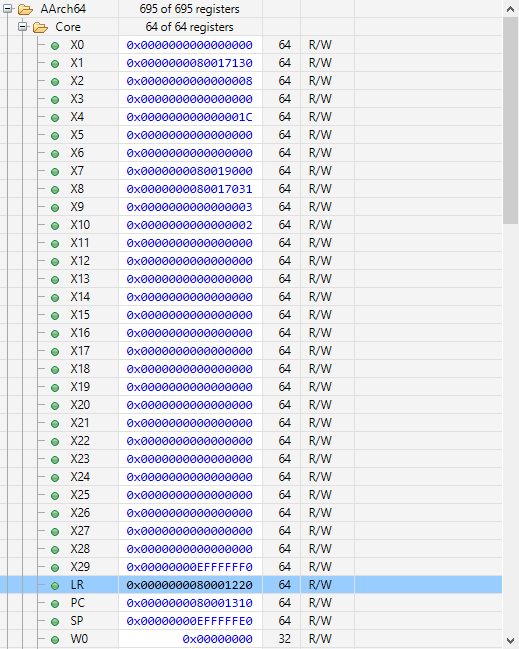 AArch64 695 of 695 registers
Core 64 of 64 registers
X0 0x0000000000000000 64 R/W
X1 0x0000000080017130 64 R/W
X2 0x0000000000000008 64 R/W
X3 0x0000000000000000 64 R/W
X4 0x000000000000001C 64 R/W
X5 0x0000000000000000 64 R/W
X6 0x0000000000000000 64 R/W
X7 0x0000000080019000 64 R/W
X8 0x0000000080017031 64 R/W
X9 0x0000000000000003 64 R/W
X10 0x0000000000000002 64 R/W
X11 0x0000000000000000 64 R/W
X12 0x0000000000000000 64 R/W
X13 0x0000000000000000 64 R/W
X14 0x0000000000000000 64 R/W
X15 0x0000000000000000 64 R/W
X16 0x0000000000000000 64 R/W
X17 0x0000000000000000 64 R/W
X18 0x0000000000000000 64 R/W
X19 0x0000000000000000 64 R/W
X20 0x0000000000000000 64 R/W
X21 0x0000000000000000 64 R/W
X22 0x0000000000000000 64 R/W
X23 0x0000000000000000 64 R/W
X24 0x0000000000000000 64 R/W
X25 0x0000000000000000 64 R/W
X26 0x0000000000000000 64 R/W
X27 0x0000000000000000 64 R/W
X28 0x0000000000000000 64 R/W
X29 0x00000000EFFFFFF0 64 R/W
LR 0x0000000080001220 64 R/W
PC 0x0000000080001310 64 R/W
SP 0x00000000EFFFFFE0 64 R/W
W0 0x00000000 32 R/W